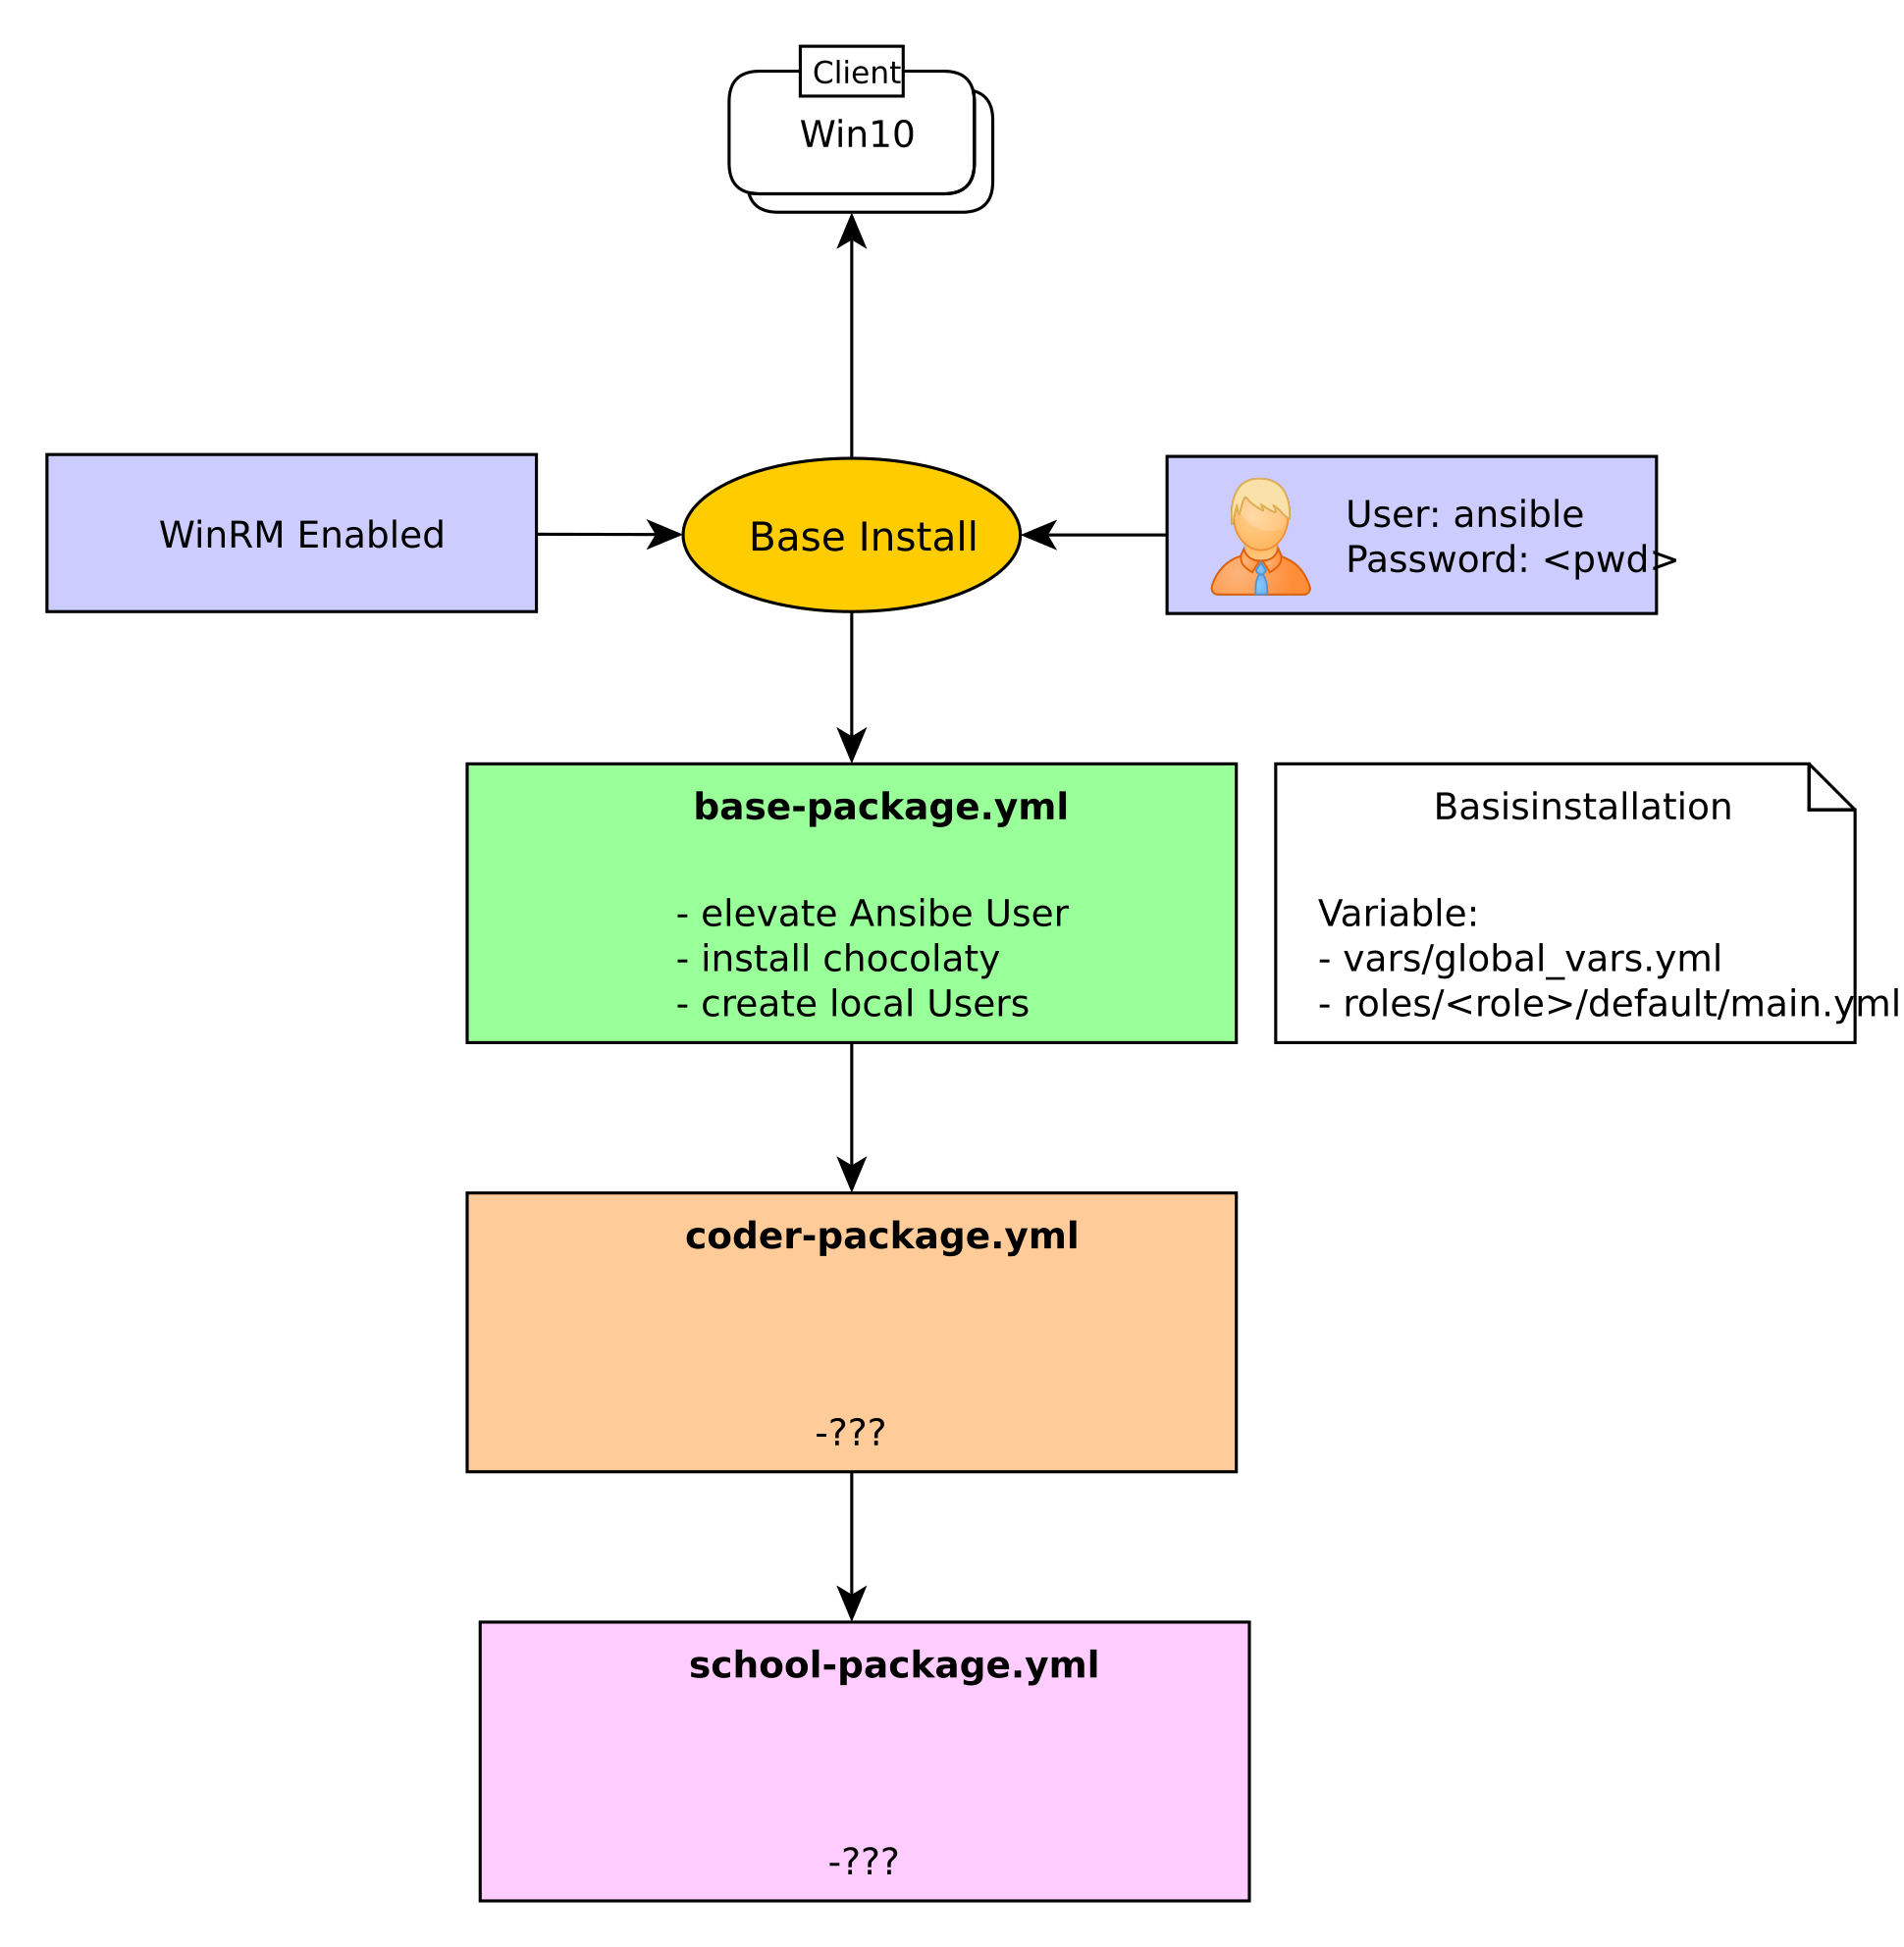 Client
Win10
WinRM Enabled
Base Install
User: ansible
Password: <pwd>
base-package.yml
- elevate Ansibe User
- install chocolaty
- create local Users
Basisinstallation
Variable:
- vars/global_vars.yml
- roles/<role>/default/main.yml
coder-package.yml
-???
school-package.yml
-???